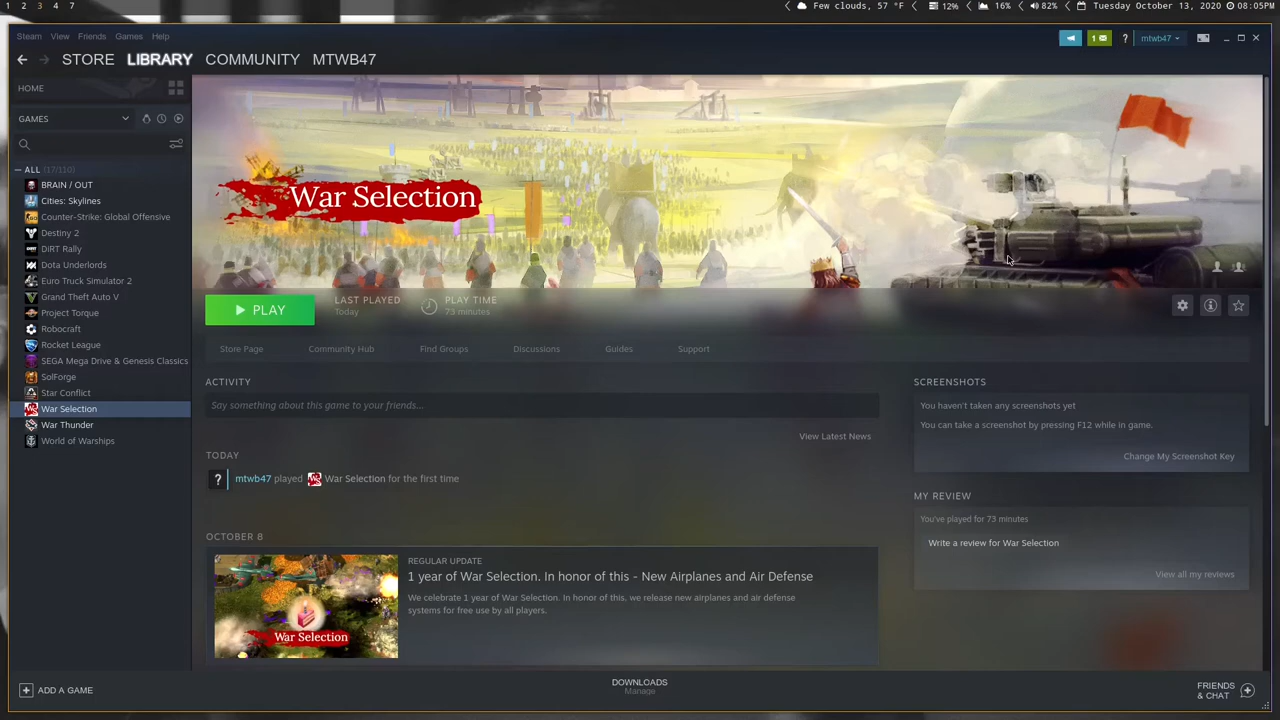 1 2 4 6 7
Few clouds, 57 °F
12%
16%
82%
Tuesday October 13, 2020
08:05PM
Steam View Friends Games Help
1
?
mtwb47
STORE LIBRARY COMMUNITY MTWB47
HOME
GAMES
ALL (17/110)
BRAIN / OUT
Cities: Skylines
Counter-Strike: Global Offensive
Destiny 2
DIRT Rally
Dota Underlords
Euro Truck Simulator 2
Grand Theft Auto V
Project Torque
Robocraft
Rocket League
SEGA Mega Drive & Genesis Classics
SolForge
Star Conflict
War Selection
War Thunder
World of Warships
War Selection
PLAY
LAST PLAYED
Today
PLAY TIME
73 minutes
Store Page Community Hub Find Groups Discussions Guides Support
ACTIVITY
Say something about this game to your friends...
View Latest News
TODAY
? mtwb47 played War Selection for the first time
OCTOBER 8
War Selection
REGULAR UPDATE
1 year of War Selection. In honor of this - New Airplanes and Air Defense
We celebrate 1 year of War Selection. In honor of this, we release new airplanes and air defense
systems for free use by all players.
SCREENSHOTS
You haven't taken any screenshots yet
You can take a screenshot by pressing F12 while in game.
Change My Screenshot Key
MY REVIEW
You've played for 73 minutes
Write a review for War Selection
View all my reviews
ADD A GAME
DOWNLOADS
Manage
FRIENDS
& CHAT